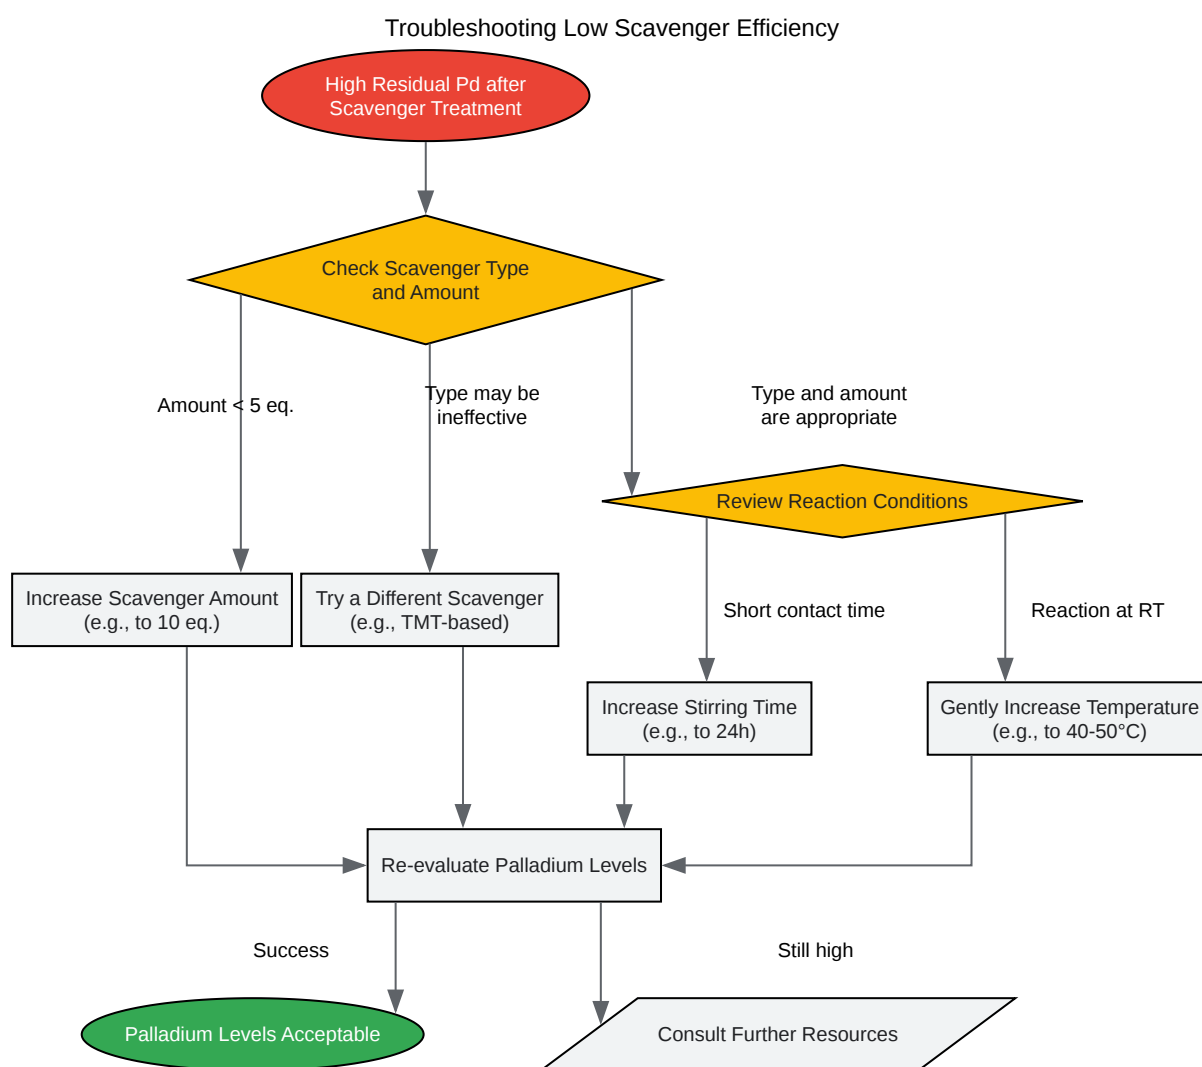 Troubleshooting Low Scavenger Efficiency
High Residual Pd after
Scavenger Treatment
Check Scavenger Type
and Amount
Amount < 5 eq.
Type may be
ineffective
Type and amount
are appropriate
Review Reaction Conditions
Increase Scavenger Amount
(e.g., to 10 eq.)
Try a Different Scavenger
(e.g., TMT-based)
Short contact time
Reaction at RT
Increase Stirring Time
(e.g., to 24h)
Gently Increase Temperature
(e.g., to 40-50°C)
Re-evaluate Palladium Levels
Success
Still high
Palladium Levels Acceptable
Consult Further Resources